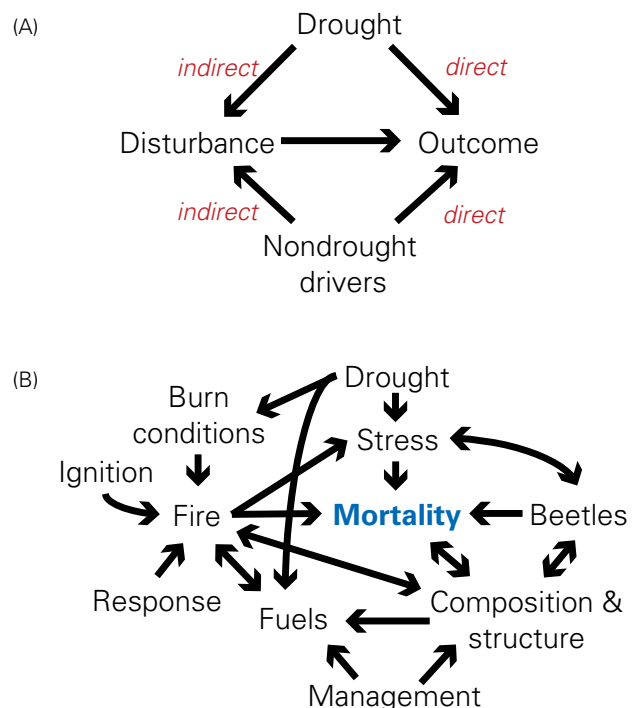 (A)
Drought
indirect
direct
Disturbance
Outcome
indirect
direct
Nondrought
drivers
(B)
Drought
Burn
conditions
Stress
Ignition
Fire
Mortality
Beetles
Response
Fuels
Composition &
structure
Management